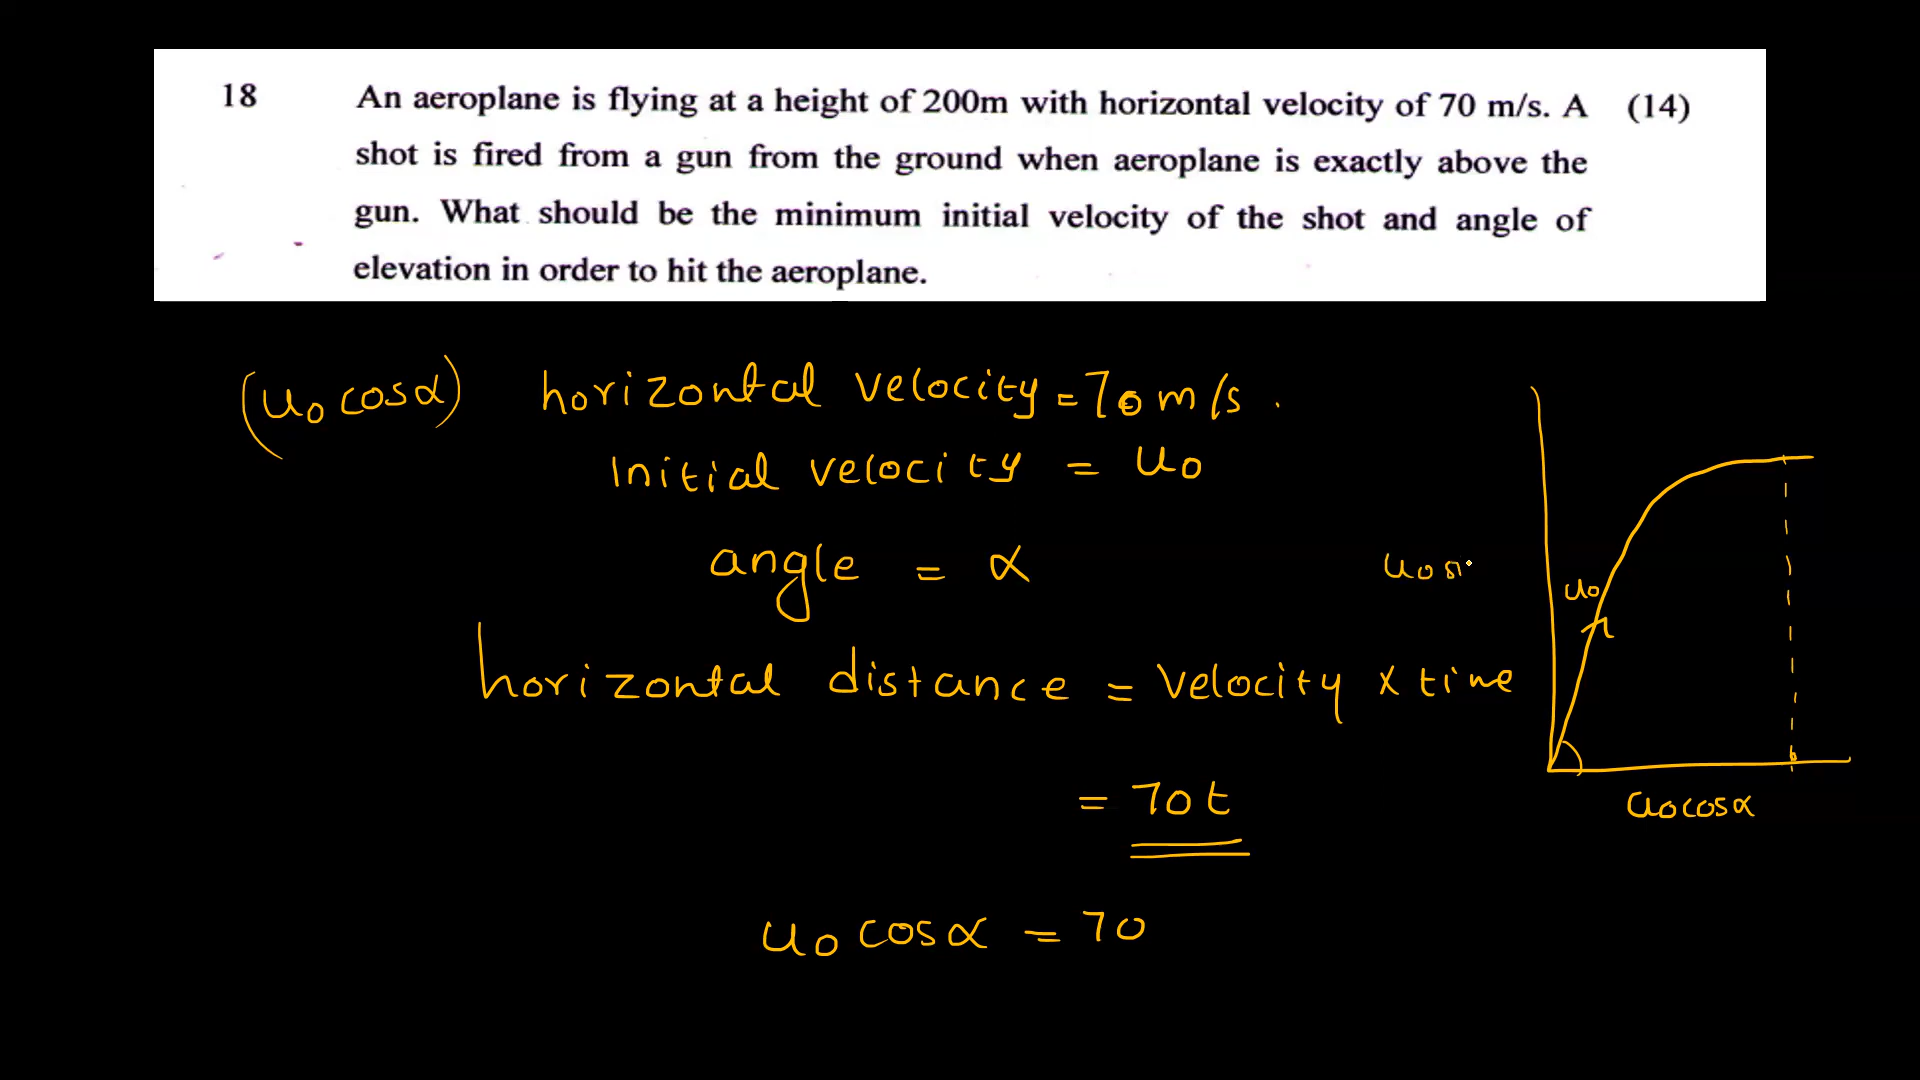 18 An aeroplane is flying at a height of 200m with horizontal velocity of 70 m/s. A (14)
shot is fired from a gun from the ground when aeroplane is exactly above the
gun. What should be the minimum initial velocity of the shot and angle of
elevation in order to hit the aeroplane.
(u₀ cosα) horizontal velocity = 70 m/s.
Initial velocity = u₀
angle = α
u₀
u₀
horizontal distance = velocity × time
= 70t
u₀ cosα
u₀ cosα = 70